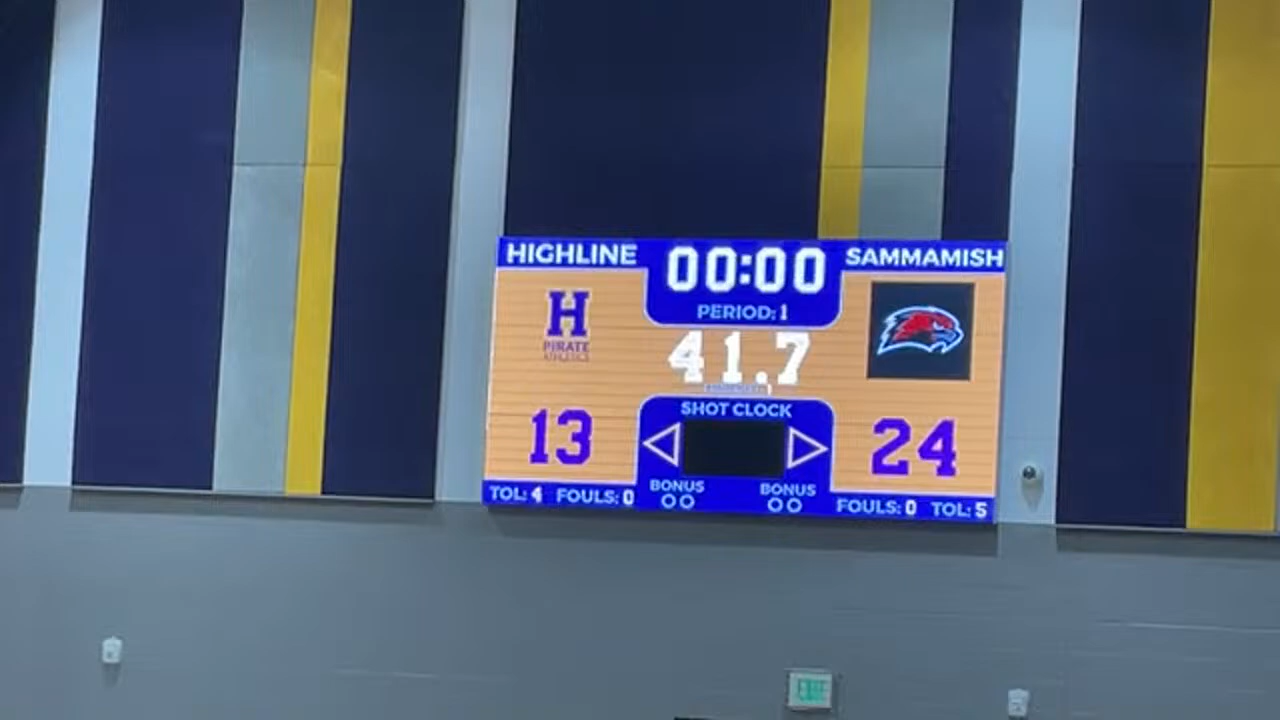 HIGHLINE
00:00
SAMMAMISH
PERIOD: 1
H
PIRATE
41.7
SHOT CLOCK
13
24
TOL: 4 FOULS: 0
BONUS
BONUS
FOULS: 0 TOL: 5